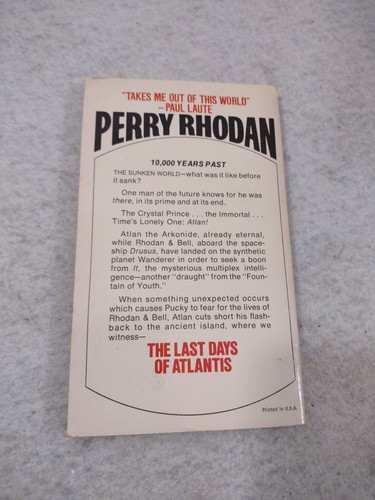 "TAKES ME OUT OF THIS WORLD"
–PAUL LAUTE
PERRY RHODAN
10,000 YEARS PAST
THE SUNKEN WORLD—what was it like before
it sank?
One man of the future knows for he was
there, in its prime and at its end.
The Crystal Prince . . . the Immortal . . .
Time's Lonely One: Atlan!
Atlan the Arkonide, already eternal,
while Rhodan & Bell, aboard the space-
ship Drusus, have landed on the synthetic
planet Wanderer in order to seek a boon
from It, the mysterious multiplex intelli-
gence—another "draught" from the "Foun-
tain of Youth."
When something unexpected occurs
which causes Pucky to fear for the lives of
Rhodan & Bell, Atlan cuts short his flash-
back to the ancient island, where we
witness—
THE LAST DAYS
OF ATLANTIS
Printed in U.S.A.